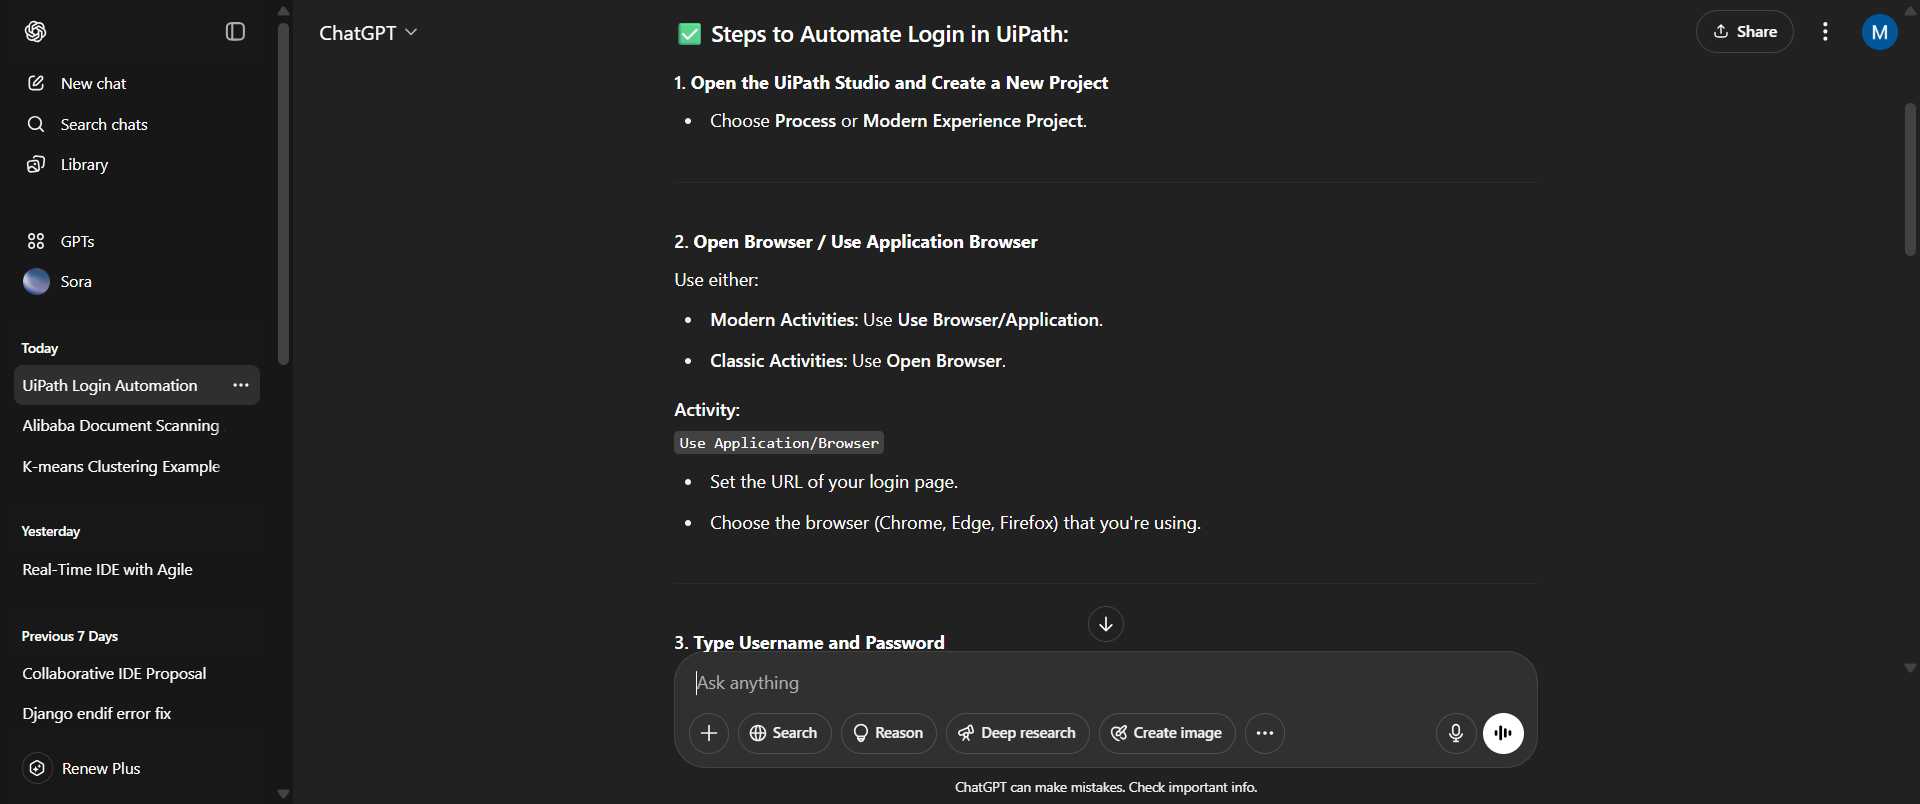 ChatGPT
Share
M
New chat
Search chats
Library
GPTs
Sora
Today
UiPath Login Automation
Alibaba Document Scanning
K-means Clustering Example
Yesterday
Real-Time IDE with Agile
Previous 7 Days
Collaborative IDE Proposal
Django endif error fix
Renew Plus
✅ Steps to Automate Login in UiPath:
1. Open the UiPath Studio and Create a New Project
• Choose Process or Modern Experience Project.
2. Open Browser / Use Application Browser
Use either:
• Modern Activities: Use Use Browser/Application.
• Classic Activities: Use Open Browser.
Activity:
Use Application/Browser
• Set the URL of your login page.
• Choose the browser (Chrome, Edge, Firefox) that you're using.
3. Type Username and Password
Ask anything
Search
Reason
Deep research
Create image
ChatGPT can make mistakes. Check important info.